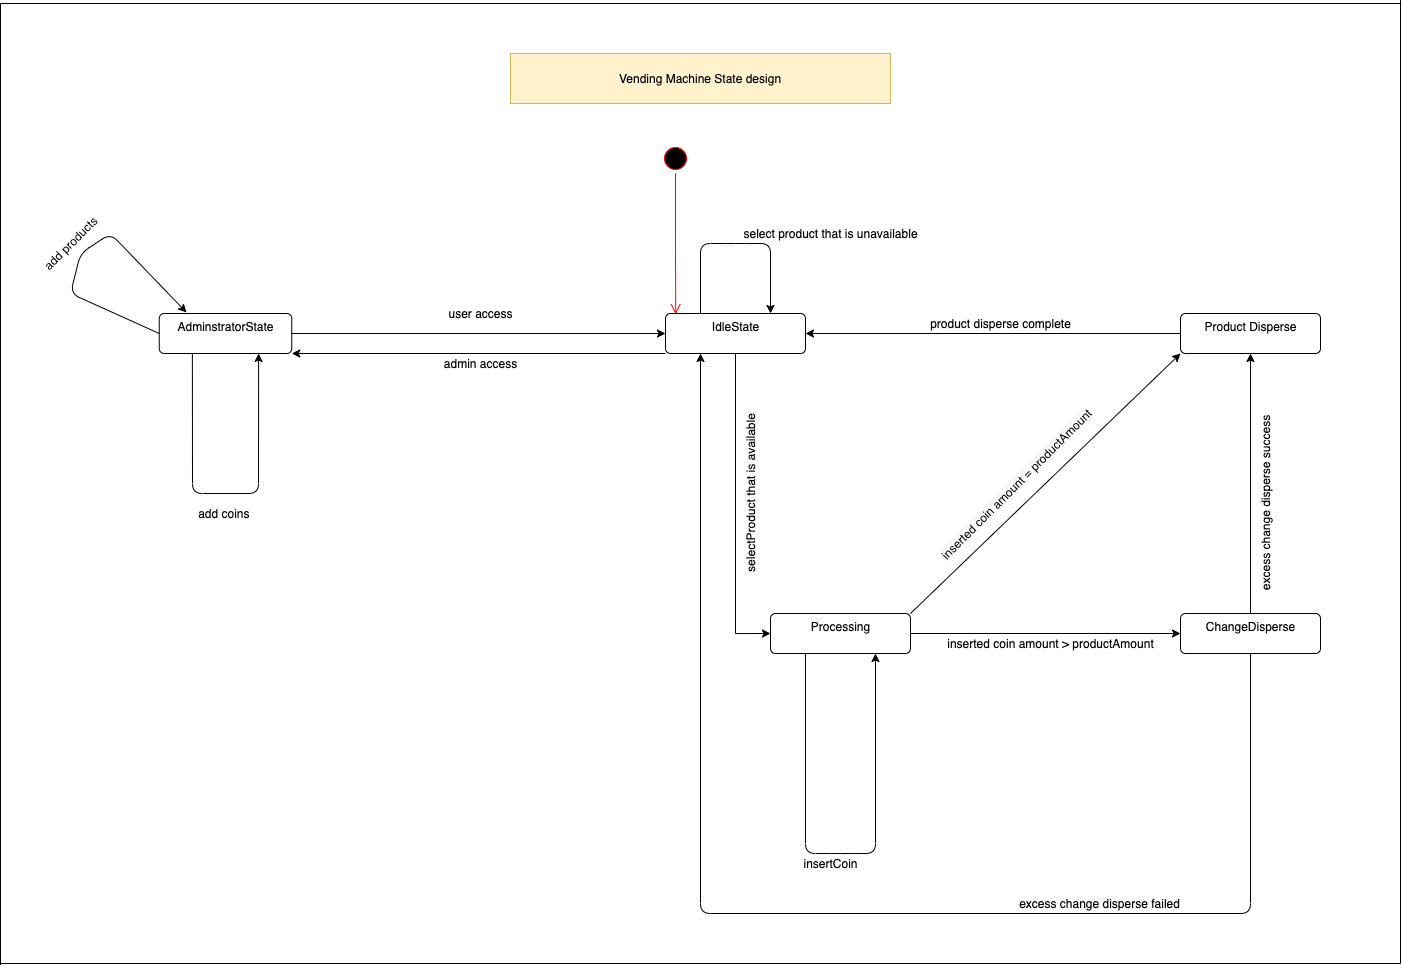 Vending Machine State design
add products
select product that is unavailable
user access
AdminstratorState
IdleState
product disperse complete
Product Disperse
admin access
selectProduct that is available
inserted coin amount = productAmount
excess change disperse success
add coins
Processing
ChangeDisperse
inserted coin amount > productAmount
insertCoin
excess change disperse failed